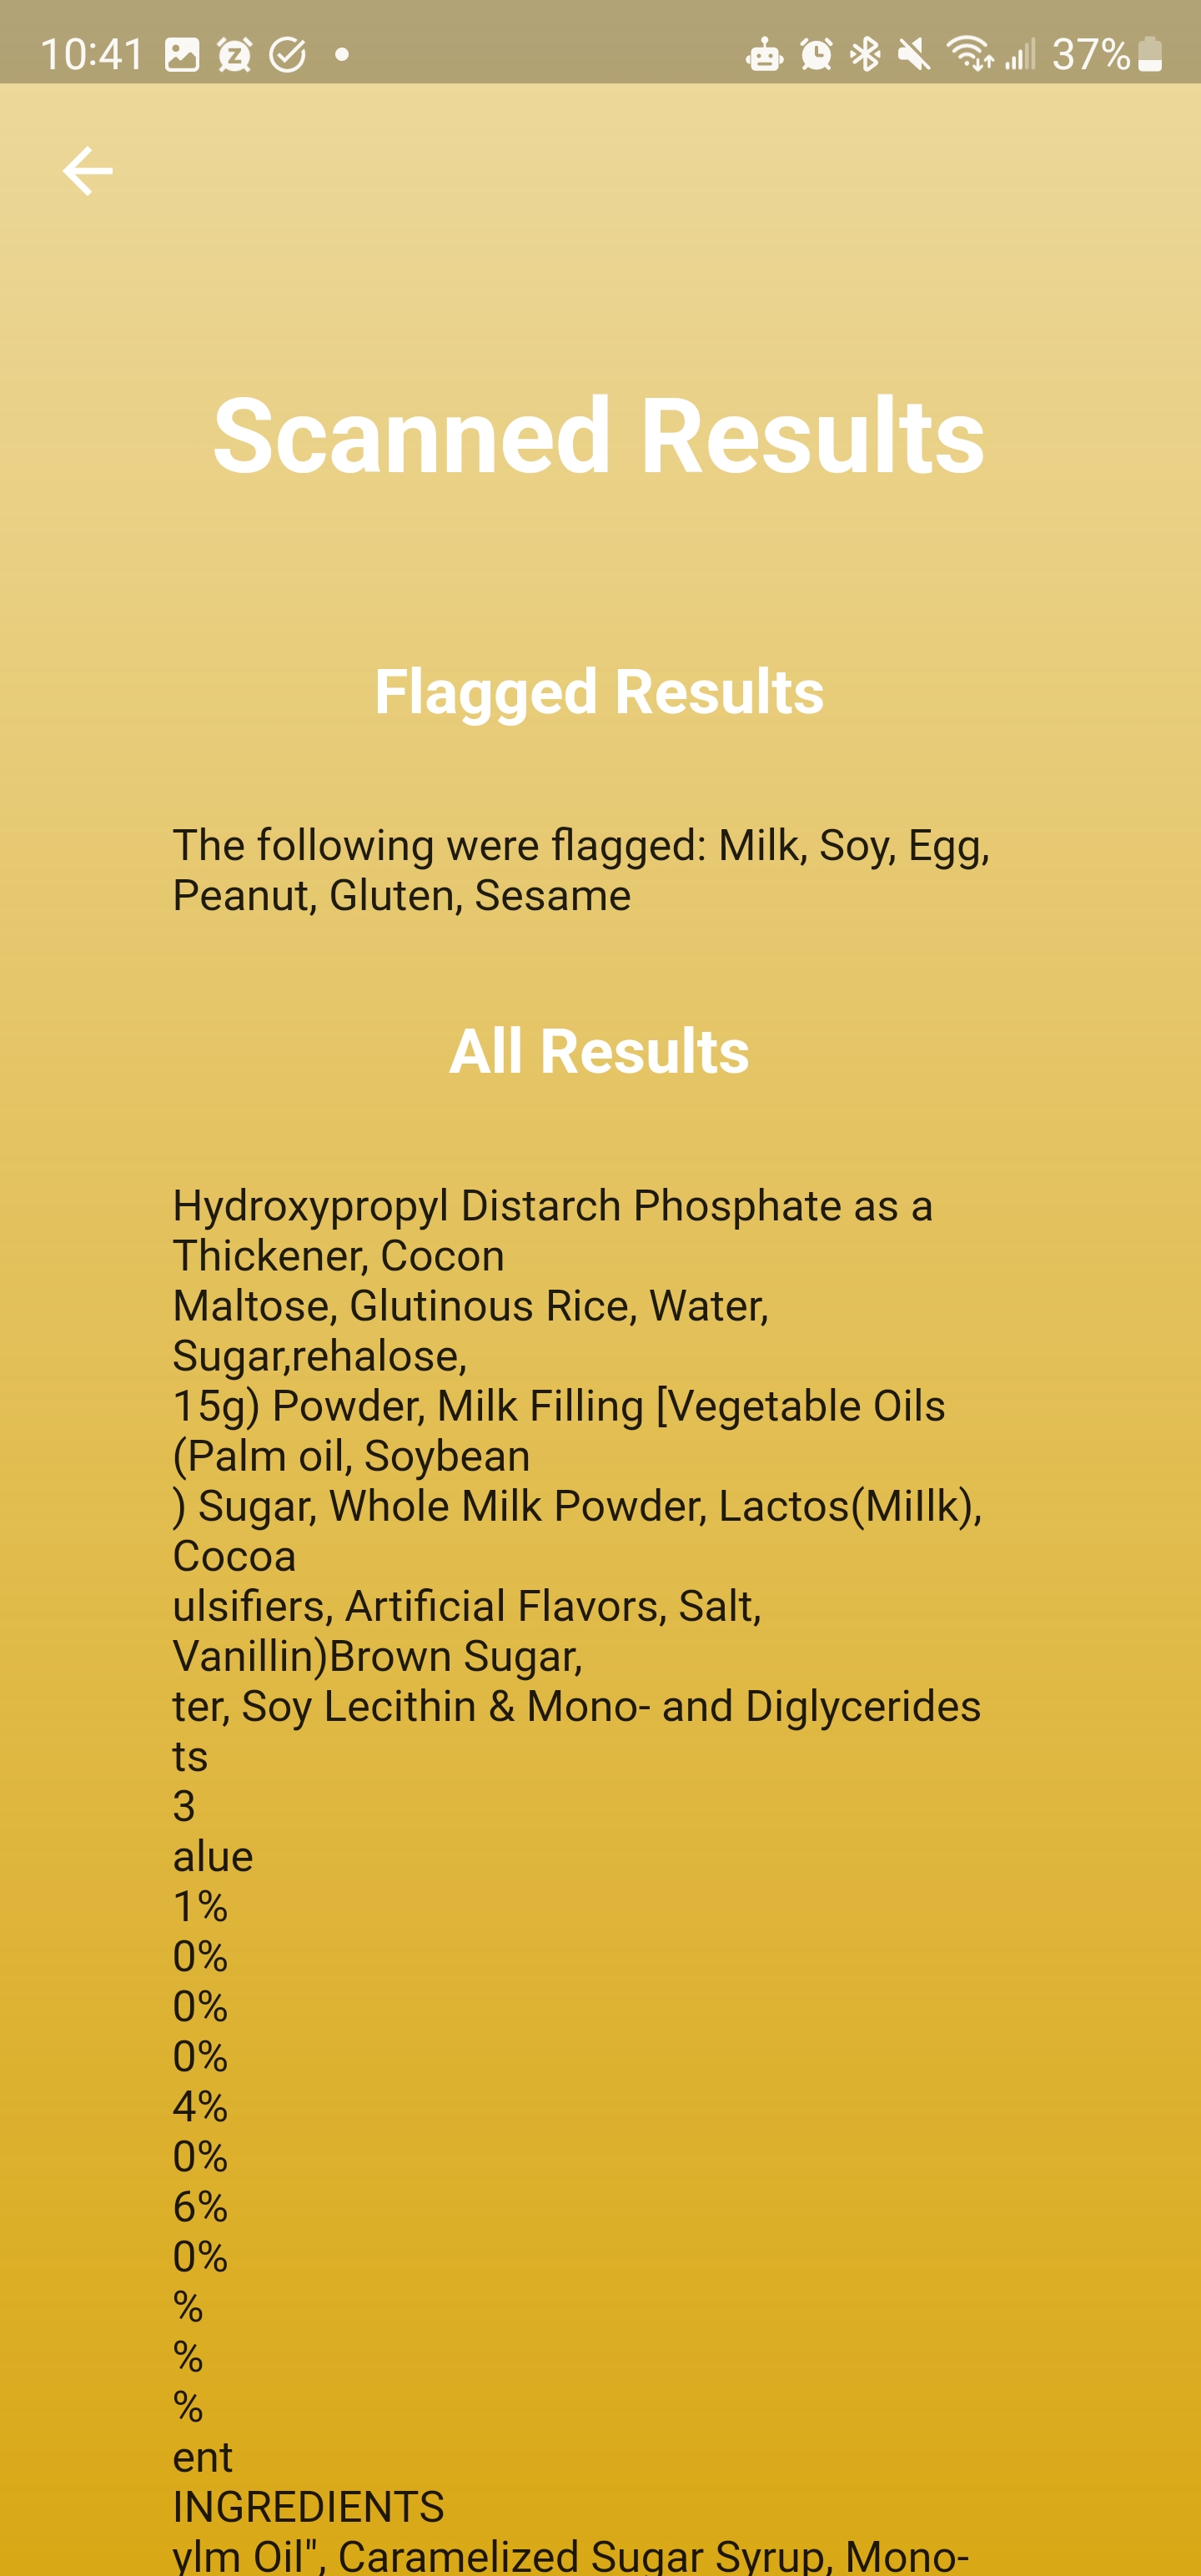 10:41
37%
Scanned Results
Flagged Results
The following were flagged: Milk, Soy, Egg,
Peanut, Gluten, Sesame
All Results
Hydroxypropyl Distarch Phosphate as a
Thickener, Cocon
Maltose, Glutinous Rice, Water,
Sugar,rehalose,
15g) Powder, Milk Filling [Vegetable Oils
(Palm oil, Soybean
) Sugar, Whole Milk Powder, Lactos(MiIlk),
Cocoa
ulsifiers, Artificial Flavors, Salt,
Vanillin)Brown Sugar,
ter, Soy Lecithin & Mono- and Diglycerides
ts
3
alue
1%
0%
0%
0%
4%
0%
6%
0%
%
%
%
ent
INGREDIENTS
ylm Oil", Caramelized Sugar Syrup, Mono-